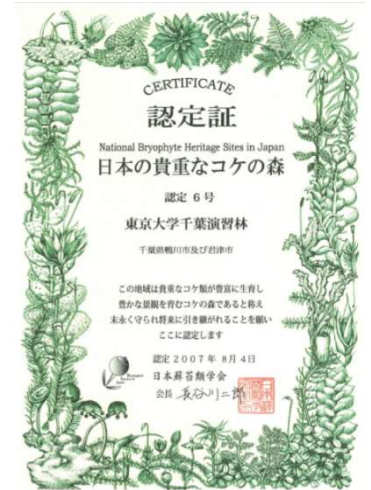 CERTIFICATE
認定証
National Bryophyte Heritage Sites in Japan
日本の貴重なコケの森
認定 6号
東京大学千葉演習林
千葉県鴨川市及び君津市
この地域は貴重なコケ類が豊富に生育し
豊かな景観を育むコケの森であると称え
末永く守られ将来に引き継がれることを願い
ここに認定します
認定2007年 8月4日
日本蘚苔類学会
会長 長谷川二郎